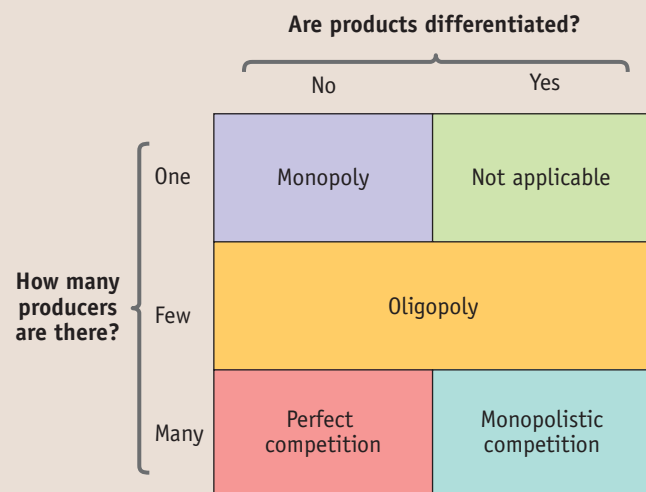 Are products differentiated?
No
Yes
One
Monopoly
Not applicable
How many
producers
are there?
Few
Oligopoly
Many
Perfect
competition
Monopolistic
competition